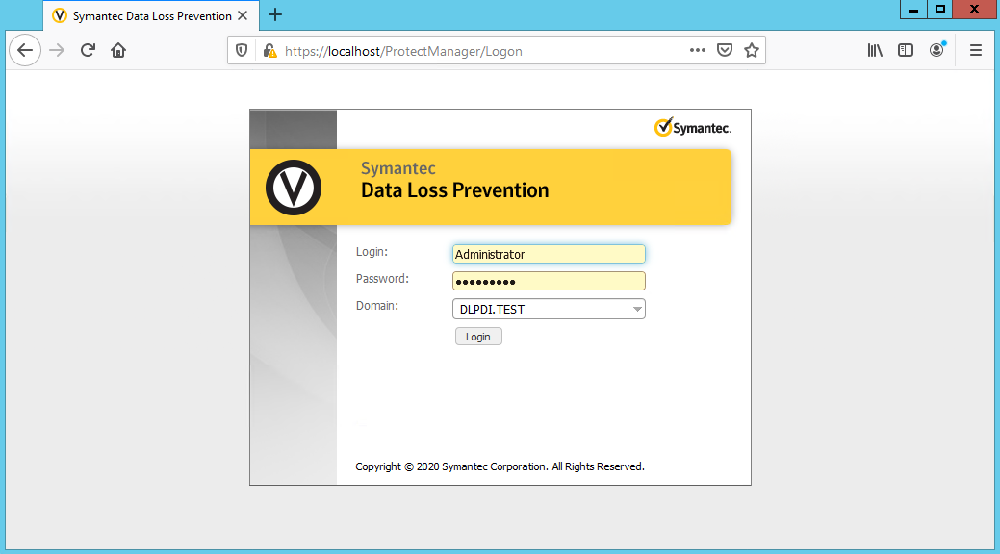 Symantec Data Loss Prevention
https://localhost/ProtectManager/Logon
Symantec.
Symantec
Data Loss Prevention
Login:
Administrator
Password:
•••••••••
Domain:
DLPDI.TEST
Login
Copyright © 2020 Symantec Corporation. All Rights Reserved.